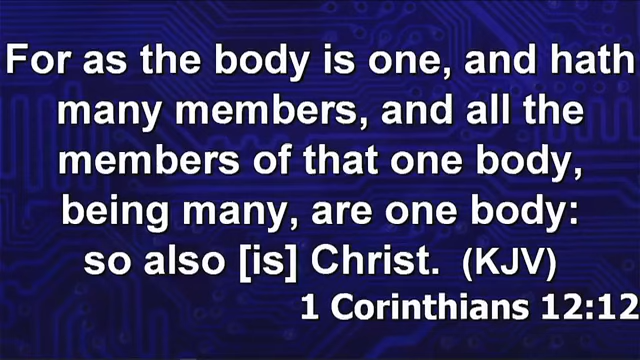 For as the body is one, and hath
many members, and all the
members of that one body,
being many, are one body:
so also [is] Christ. (KJV)
1 Corinthians 12:12